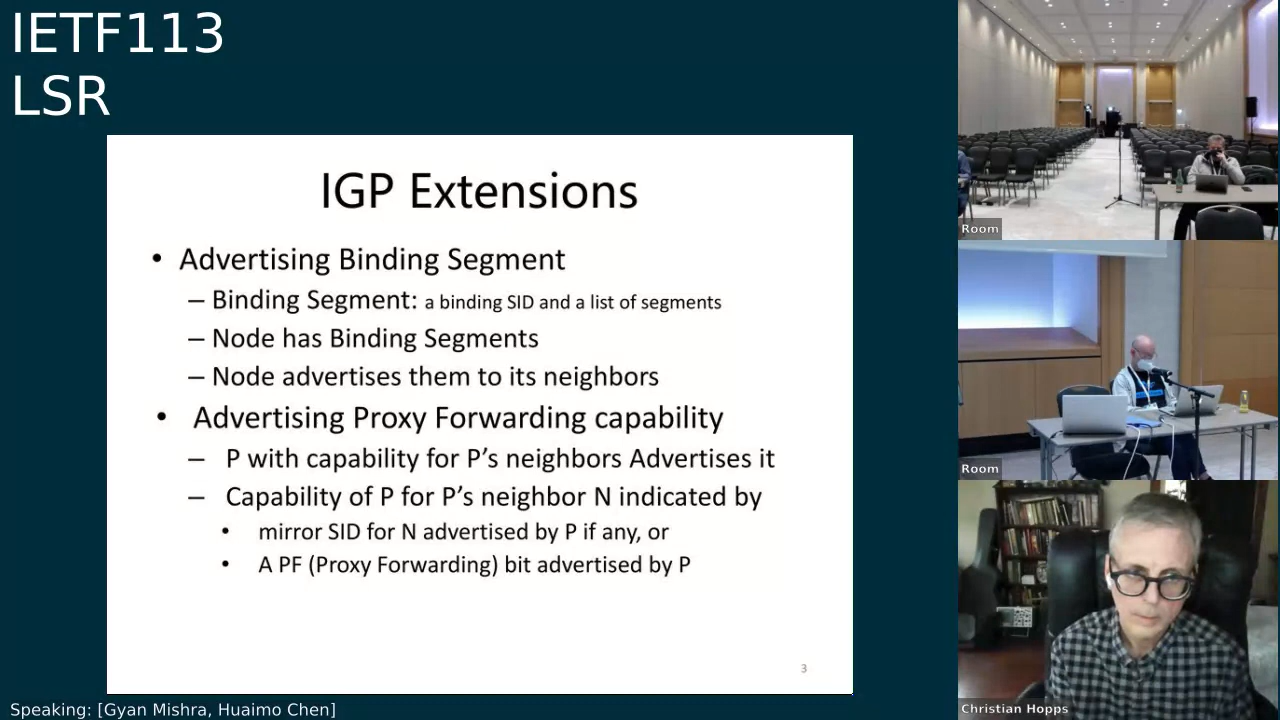 IETF113
LSR
IGP Extensions
• Advertising Binding Segment
– Binding Segment: a binding SID and a list of segments
– Node has Binding Segments
– Node advertises them to its neighbors
• Advertising Proxy Forwarding capability
– P with capability for P's neighbors Advertises it
– Capability of P for P's neighbor N indicated by
• mirror SID for N advertised by P if any, or
• A PF (Proxy Forwarding) bit advertised by P
3
Speaking: [Gyan Mishra, Huaimo Chen]
Room
Room
Christian Hopps